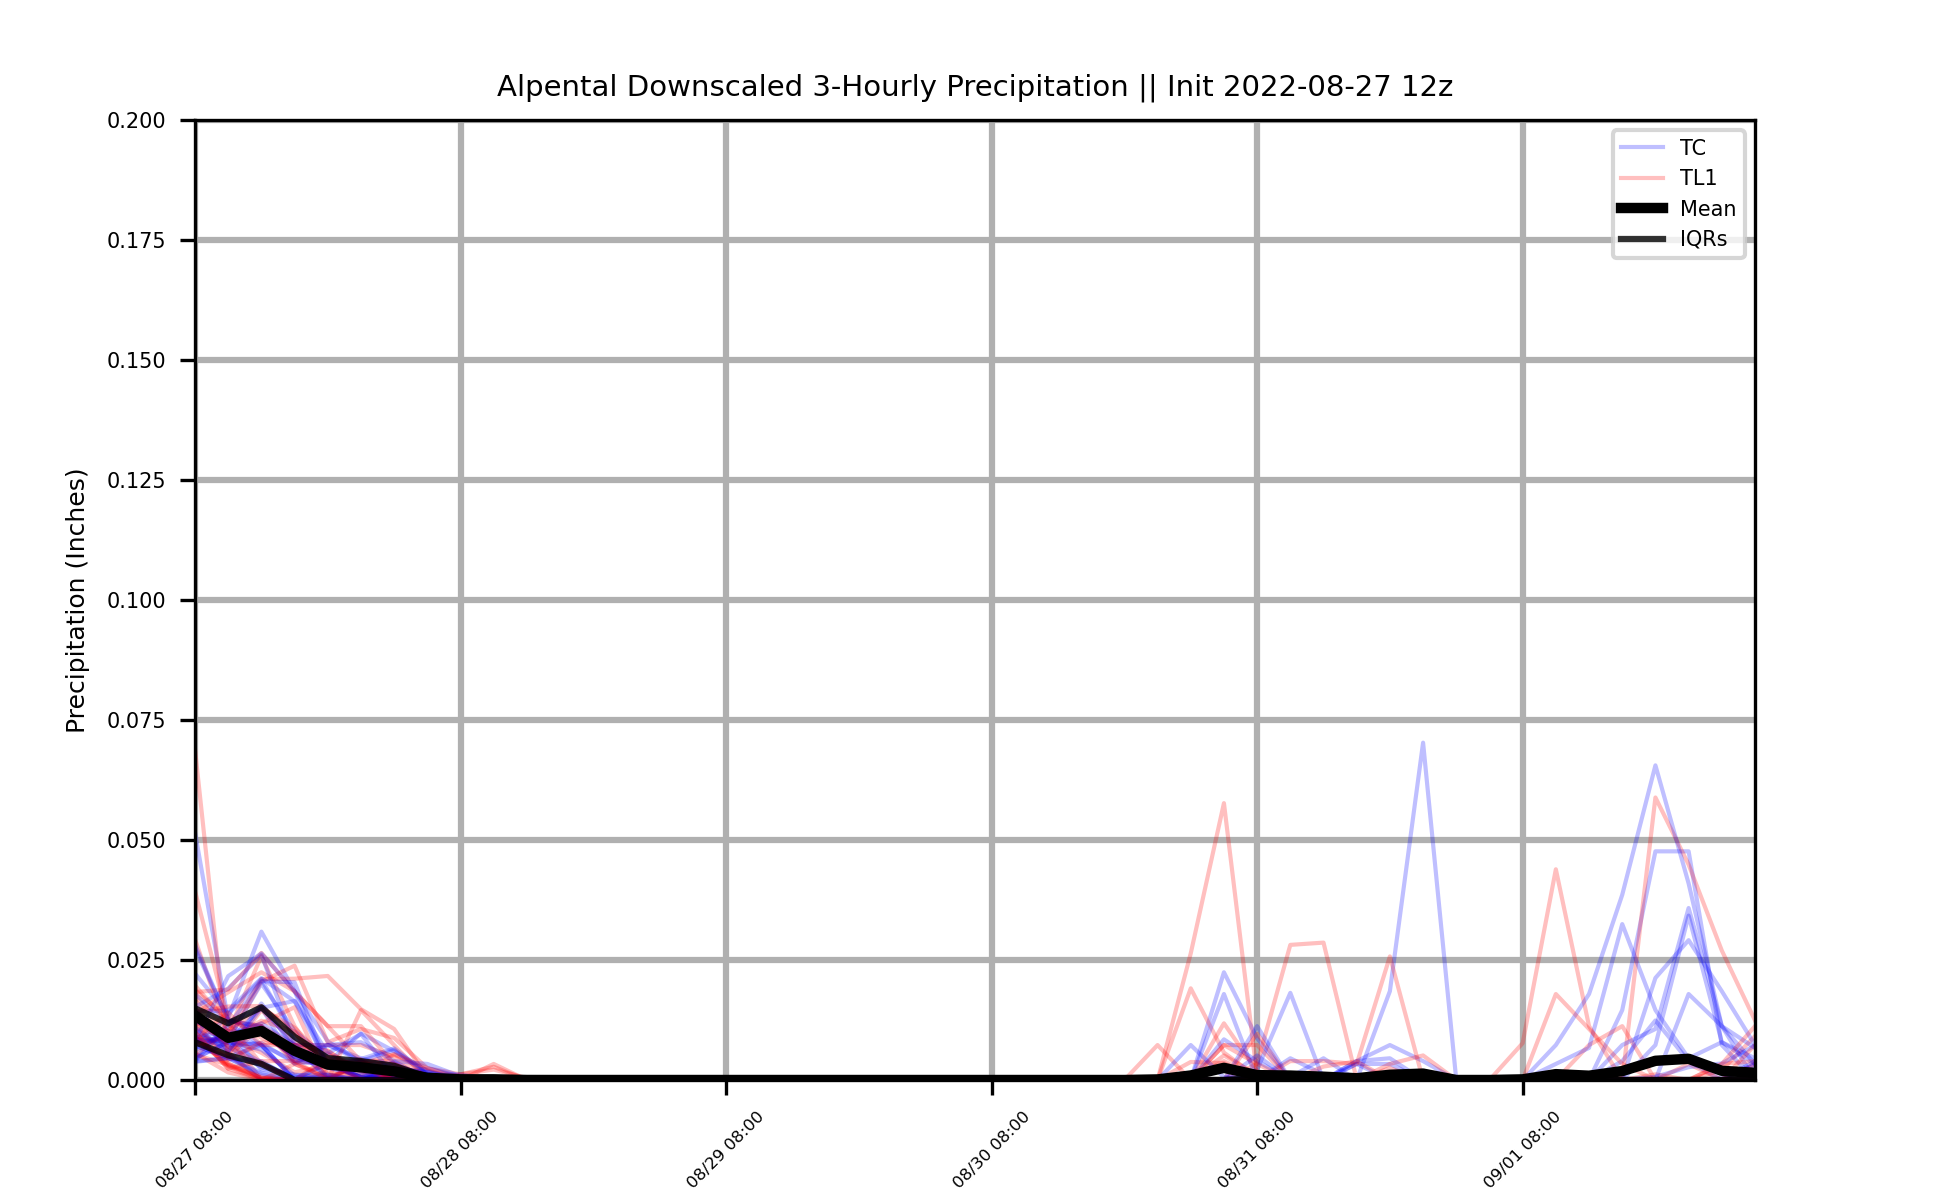 Alpental Downscaled 3-Hourly Precipitation || Init 2022-08-27 12z
Precipitation (Inches)
0.200
0.175
0.150
0.125
0.100
0.075
0.050
0.025
0.000
TC
TL1
Mean
IQRs
08/27 08:00
08/28 08:00
08/29 08:00
08/30 08:00
08/31 08:00
09/01 08:00